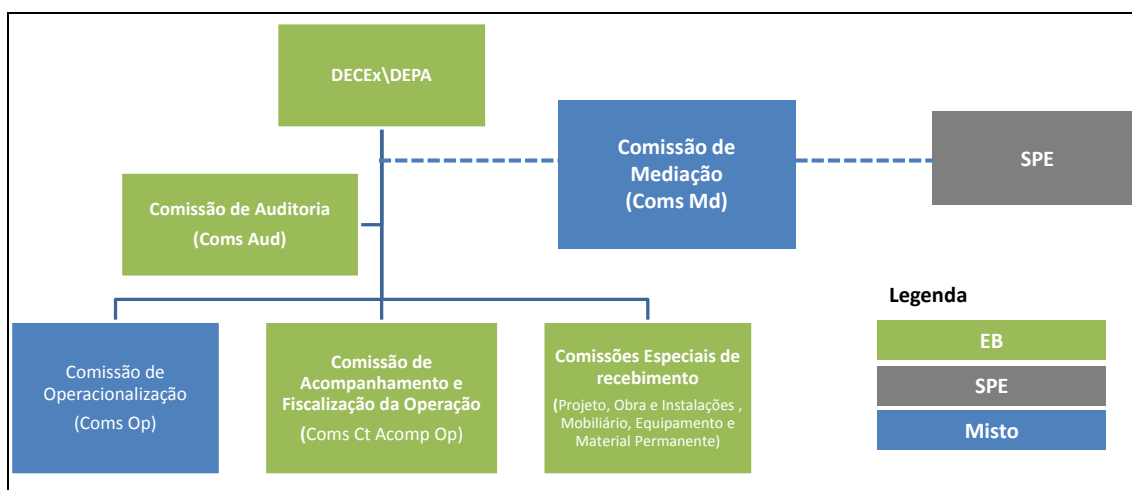 DECEx\DEPA
Comissão de
Mediação
(Coms Md)
SPE
Comissão de Auditoria
(Coms Aud)
Comissão de
Operacionalização
(Coms Op)
Comissão de
Acompanhamento e
Fiscalização da Operação
(Coms Ct Acomp Op)
Comissões Especiais de
recebimento
(Projeto, Obra e Instalações ,
Mobiliário, Equipamento e
Material Permanente)
Legenda
EB
SPE
Misto